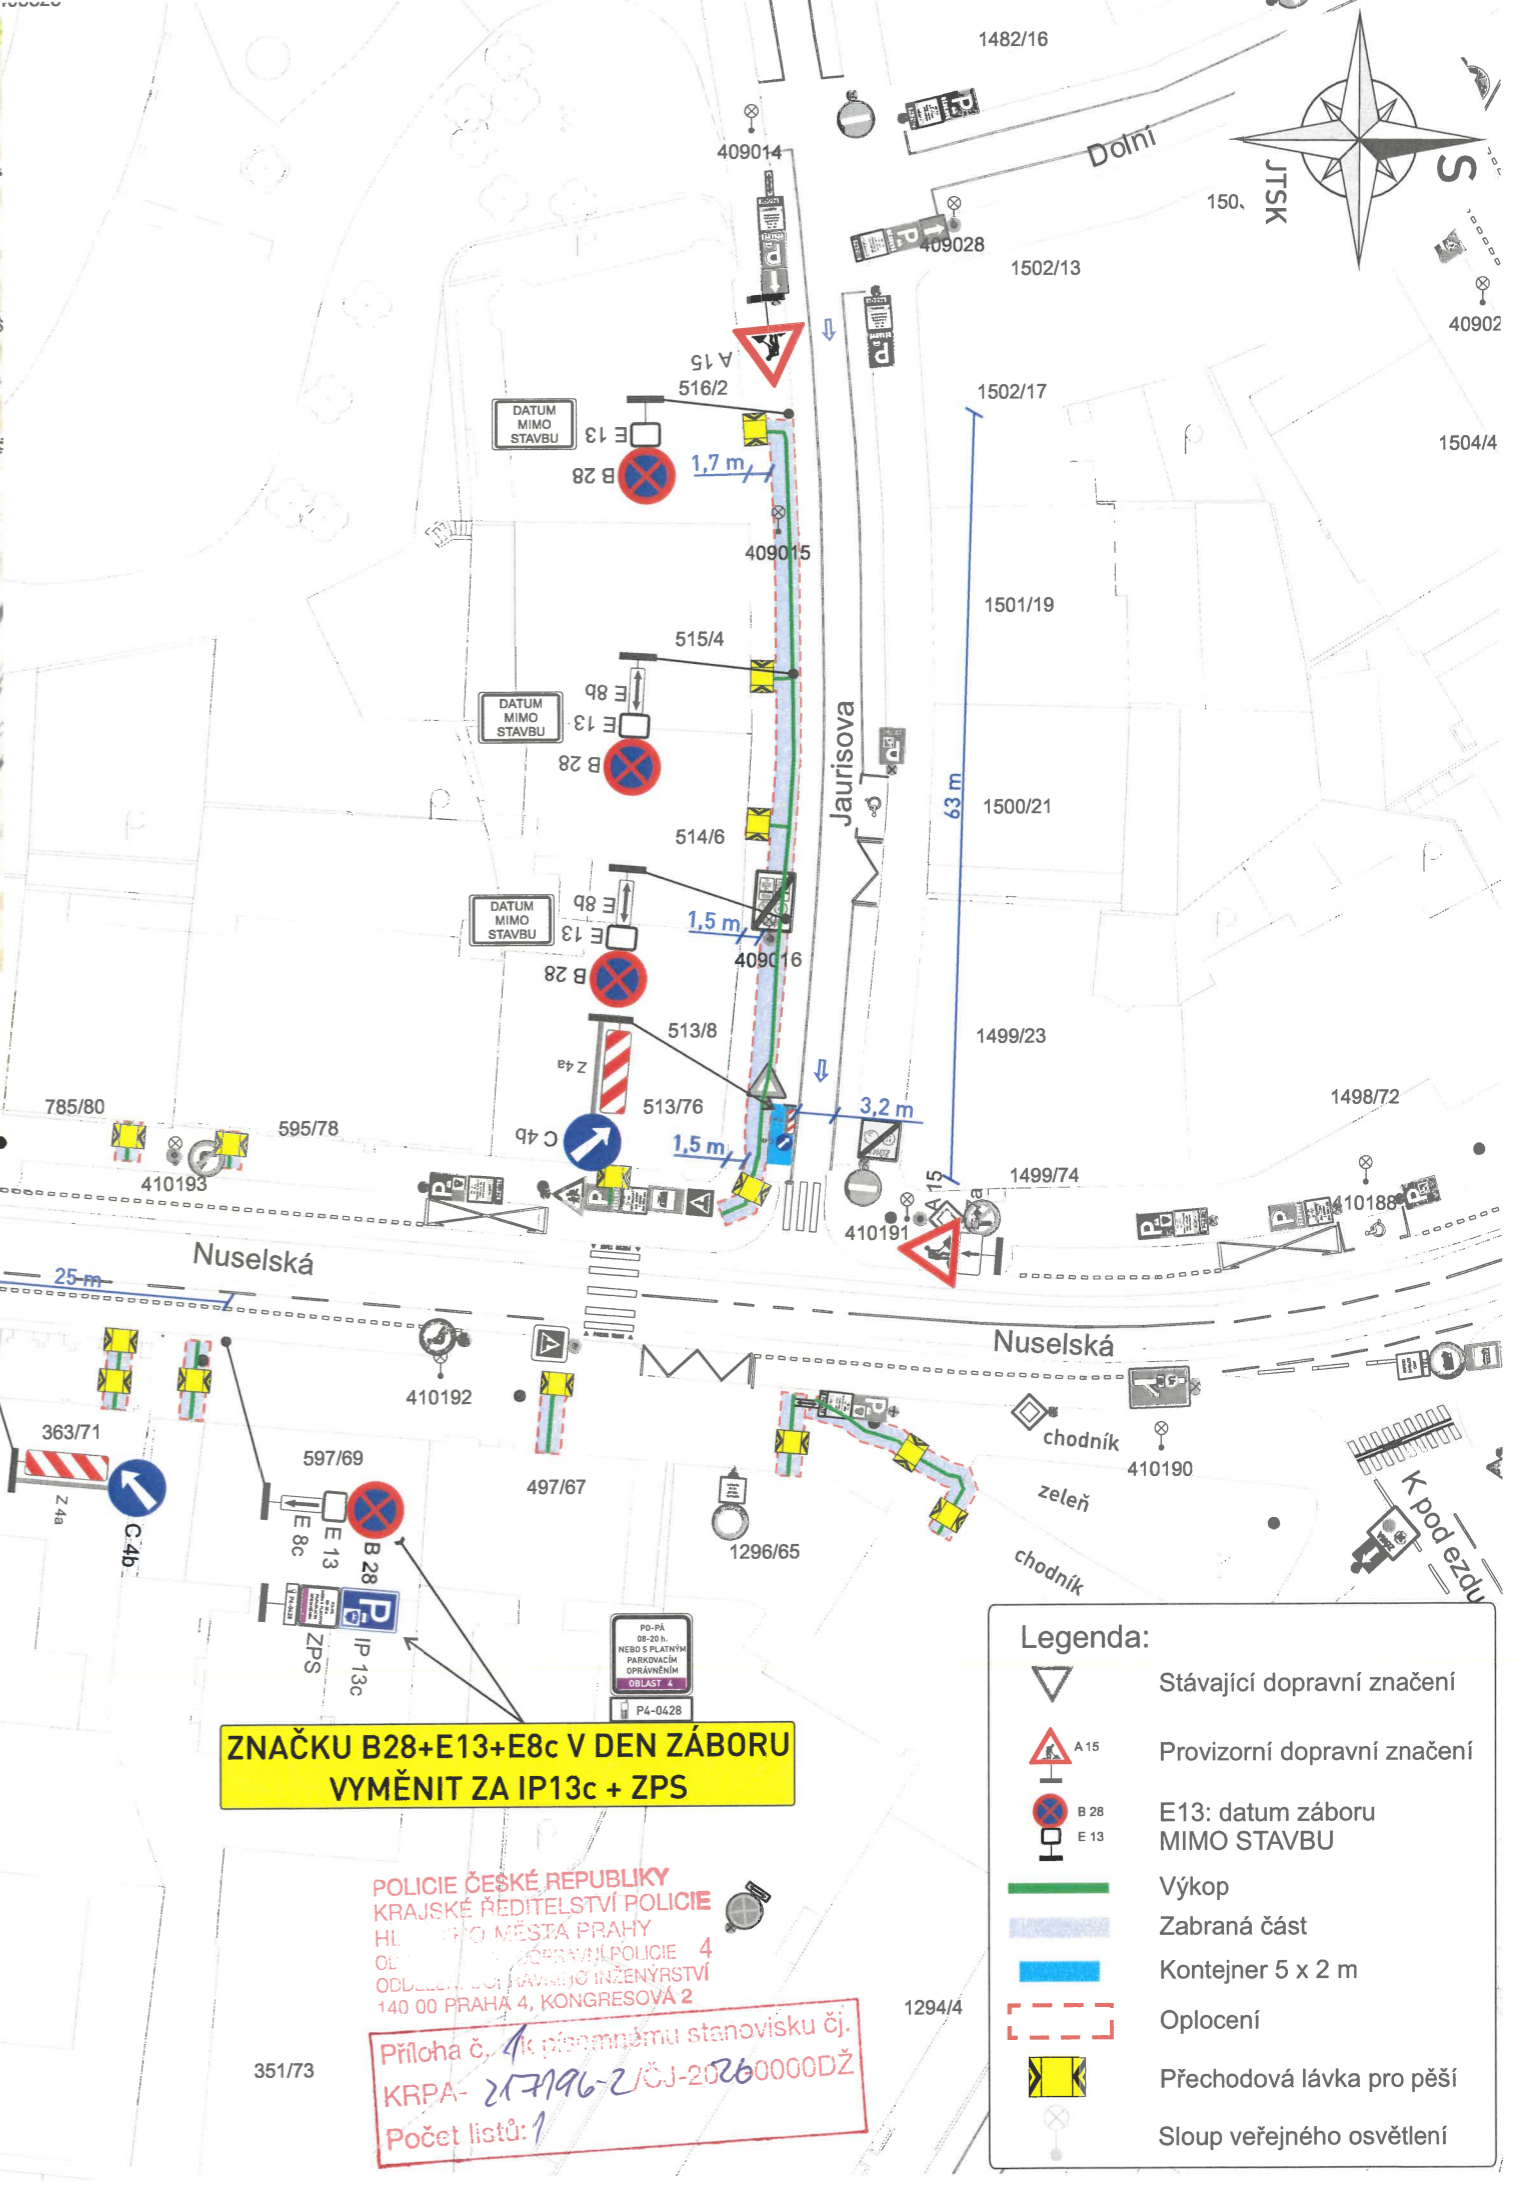 1482/16
409014
Dolní
S
JTSK
409028
1502/13
40902
A 15
516/2
1502/17
DATUM
MIMO
STAVBU
E 13
B 28
1,7 m
1504/4
409015
1501/19
515/4
E 8b
DATUM
MIMO
STAVBU
E 13
B 28
Jaurisova
63 m
1500/21
514/6
E 8b
DATUM
MIMO
STAVBU
E 13
B 28
1,5 m
409016
513/8
1499/23
Z 4a
785/80
595/78
513/76
C 4b
1,5 m
3,2 m
1498/72
410193
1499/74
A 15
410191
410188
Nuselská
25 m
Nuselská
410192
363/71
597/69
497/67
chodník
410190
zeleň
Z 4a
C 4b
E 8c
E 13
B 28
1296/65
chodník
K pod ezdu
ZPS
IP 13c
PO-PÁ
08-20 h.
NEBO S PLATNÝM
PARKOVACÍM
OPRÁVNĚNÍM
OBLAST 4
P4-0428
ZNAČKU B28+E13+E8c V DEN ZÁBORU
VYMĚNIT ZA IP13c + ZPS
Legenda:
Stávající dopravní značení
A 15
Provizorní dopravní značení
B 28
E 13
E13: datum záboru
MIMO STAVBU
Výkop
Zabraná část
Kontejner 5 x 2 m
Oplocení
Přechodová lávka pro pěší
Sloup veřejného osvětlení
POLICIE ČESKÉ REPUBLIKY
KRAJSKÉ ŘEDITELSTVÍ POLICIE
MĚSTA PRAHY
DOPRAVNÍ POLICIE 4
INŽENÝRSTVÍ
140 00 PRAHA 4, KONGRESOVÁ 2
Příloha č. 1 k písemnému stanovisku čj.
KRPA- 217196-2/ČJ-2026-0000DŽ
Počet listů: 1
1294/4
351/73